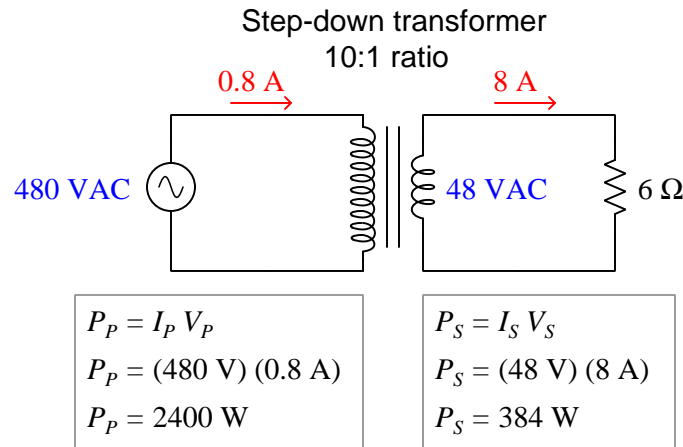 Step-down transformer
10:1 ratio
0.8 A
8 A
480 VAC
48 VAC
6 Ω
P_P = I_P V_P
P_P = (480 V) (0.8 A)
P_P = 2400 W
P_S = I_S V_S
P_S = (48 V) (8 A)
P_S = 384 W